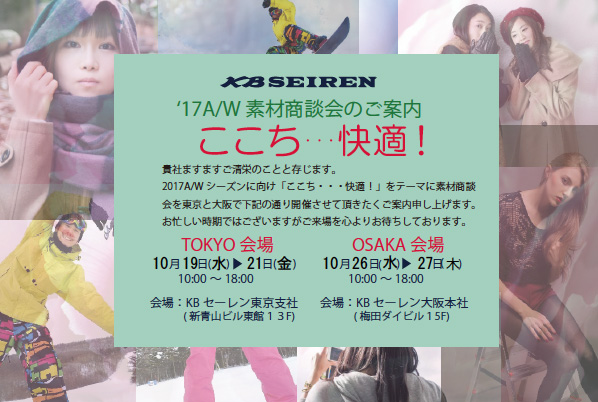 KB SEIREN
‘17A/W 素材商談会のご案内
ここち・・・快適！
貴社ますますご清栄のことと存じます。
2017A/W シーズンに向け「ここち・・・快適！」をテーマに素材商談
会を東京と大阪で下記の通り開催させて頂きたくご案内申し上げます。
お忙しい時期ではございますがご来場を心よりお待ちしております。
TOKYO 会場
10月19日(水)▶21日(金)
10:00 ～ 18:00
会場：KB セーレン東京支社
(新青山ビル東館１３F)
OSAKA 会場
10月26日(水)▶27日(木)
10:00 ～ 18:00
会場：KB セーレン大阪本社
(梅田ダイビル15F)